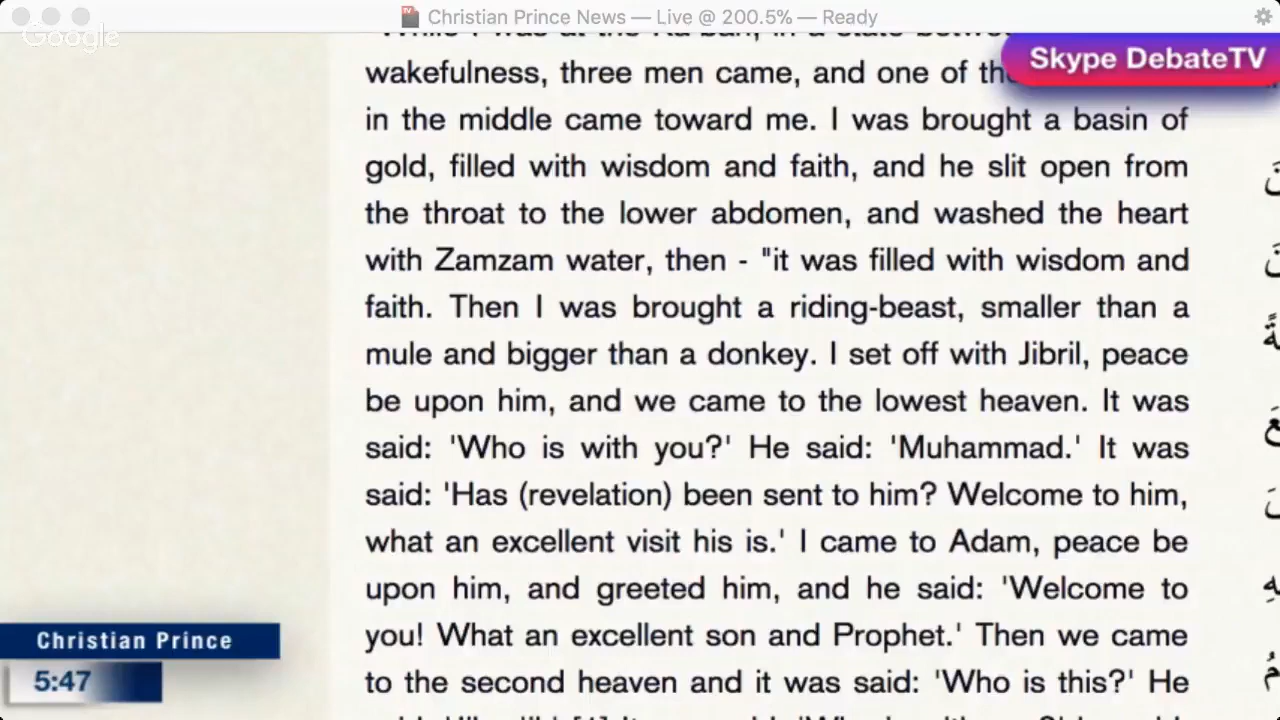 Christian Prince News — Live @ 200.5% — Ready
Google
Skype DebateTV
wakefulness, three men came, and one of
in the middle came toward me. I was brought a basin of
gold, filled with wisdom and faith, and he slit open from
the throat to the lower abdomen, and washed the heart
with Zamzam water, then - "it was filled with wisdom and
faith. Then I was brought a riding-beast, smaller than a
mule and bigger than a donkey. I set off with Jibril, peace
be upon him, and we came to the lowest heaven. It was
said: 'Who is with you?' He said: 'Muhammad.' It was
said: 'Has (revelation) been sent to him? Welcome to him,
what an excellent visit his is.' I came to Adam, peace be
upon him, and greeted him, and he said: 'Welcome to
you! What an excellent son and Prophet.' Then we came
to the second heaven and it was said: 'Who is this?' He
Christian Prince
5:47